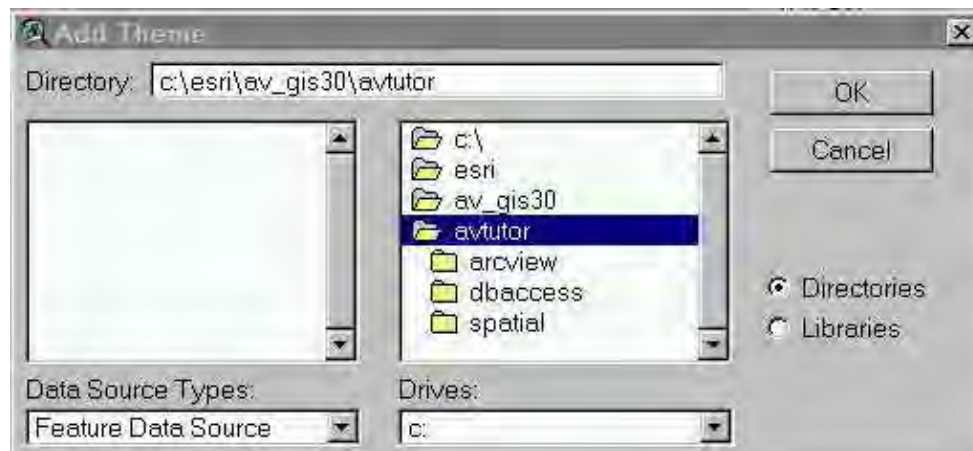 Add Theme
Directory: c:\esri\av_gis30\avtutor
OK
Cancel
c:\
esri
av_gis30
avtutor
arcview
dbaccess
spatial
Directories
Libraries
Data Source Types:
Feature Data Source
Drives:
c: